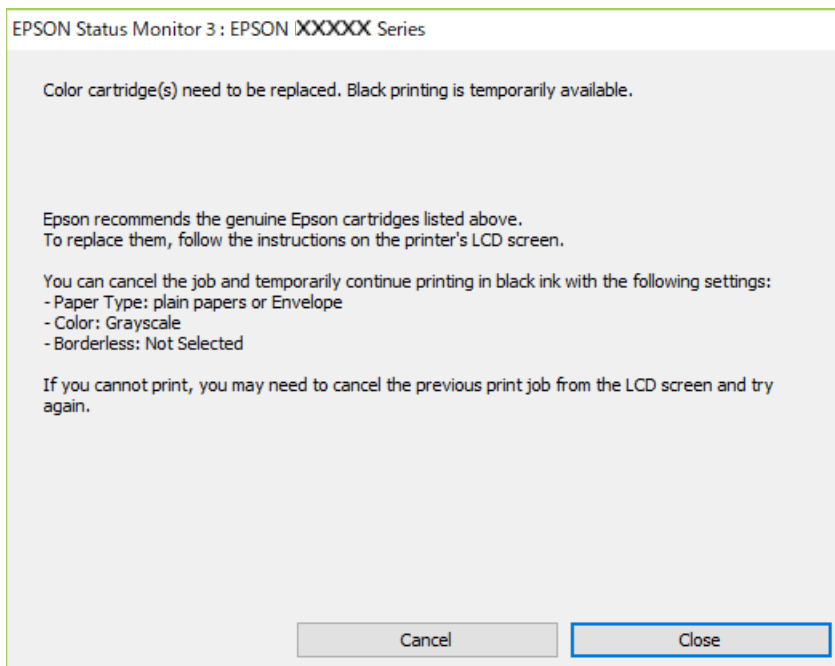 EPSON Status Monitor 3 : EPSON XXXXX Series
Color cartridge(s) need to be replaced. Black printing is temporarily available.
Epson recommends the genuine Epson cartridges listed above.
To replace them, follow the instructions on the printer's LCD screen.
You can cancel the job and temporarily continue printing in black ink with the following settings:
- Paper Type: plain papers or Envelope
- Color: Grayscale
- Borderless: Not Selected
If you cannot print, you may need to cancel the previous print job from the LCD screen and try
again.
Cancel
Close